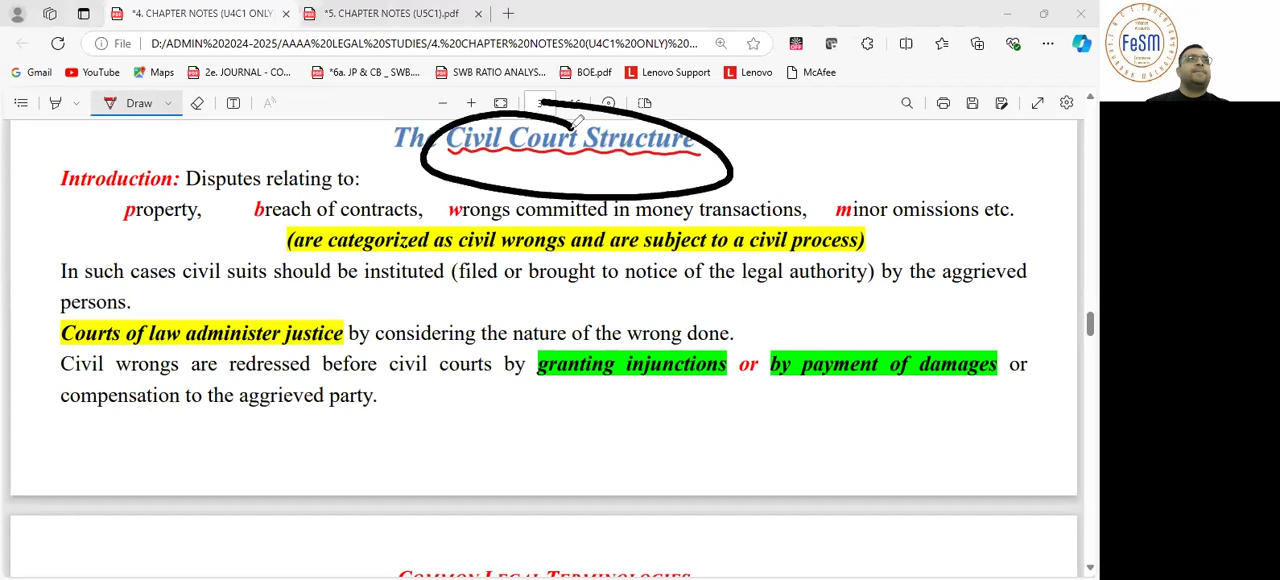 *4. CHAPTER NOTES (U4C1 ONLY)
*5. CHAPTER NOTES (U5C1).pdf
File
D:/ADMIN%202024-2025/AAAA%20LEGAL%20STUDIES/4.%20CHAPTER%20NOTES%20(U4C1%20ONLY)%20...
Gmail
YouTube
Maps
2e. JOURNAL - CO...
*6a. JP & CB _ SWB....
SWB RATIO ANALYS...
BOE.pdf
Lenovo Support
Lenovo
McAfee
Draw
FeSM
The Civil Court Structure
Introduction: Disputes relating to:
property, breach of contracts, wrongs committed in money transactions, minor omissions etc.
(are categorized as civil wrongs and are subject to a civil process)
In such cases civil suits should be instituted (filed or brought to notice of the legal authority) by the aggrieved
persons.
Courts of law administer justice by considering the nature of the wrong done.
Civil wrongs are redressed before civil courts by granting injunctions or by payment of damages or
compensation to the aggrieved party.
COMMON LEGAL TERMINOLOGIES